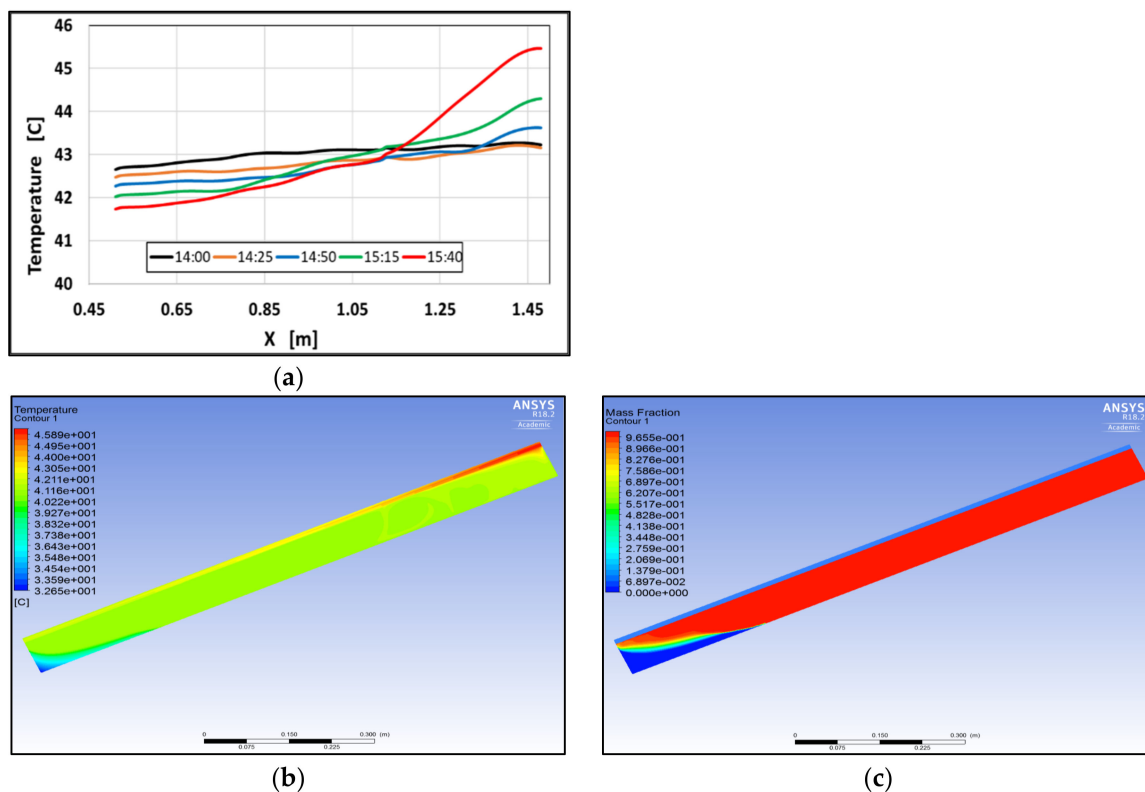 46
45
44
43
42
41
40
Temperature [C]
14:00 14:25 14:50 15:15 15:40
0.45 0.65 0.85 1.05 1.25 1.45
X [m]
(a)
Temperature
Contour 1
4.589e+001
4.495e+001
4.400e+001
4.305e+001
4.211e+001
4.116e+001
4.022e+001
3.927e+001
3.832e+001
3.738e+001
3.643e+001
3.548e+001
3.454e+001
3.359e+001
3.265e+001
[C]
ANSYS
R18.2
Academic
0 0.150 0.300 (m)
0.075 0.225
(b)
Mass Fraction
Contour 1
9.655e-001
8.966e-001
8.276e-001
7.586e-001
6.897e-001
6.207e-001
5.517e-001
4.828e-001
4.138e-001
3.448e-001
2.759e-001
2.069e-001
1.379e-001
6.897e-002
0.000e+000
ANSYS
R18.2
Academic
0 0.150 0.300 (m)
0.075 0.225
(c)